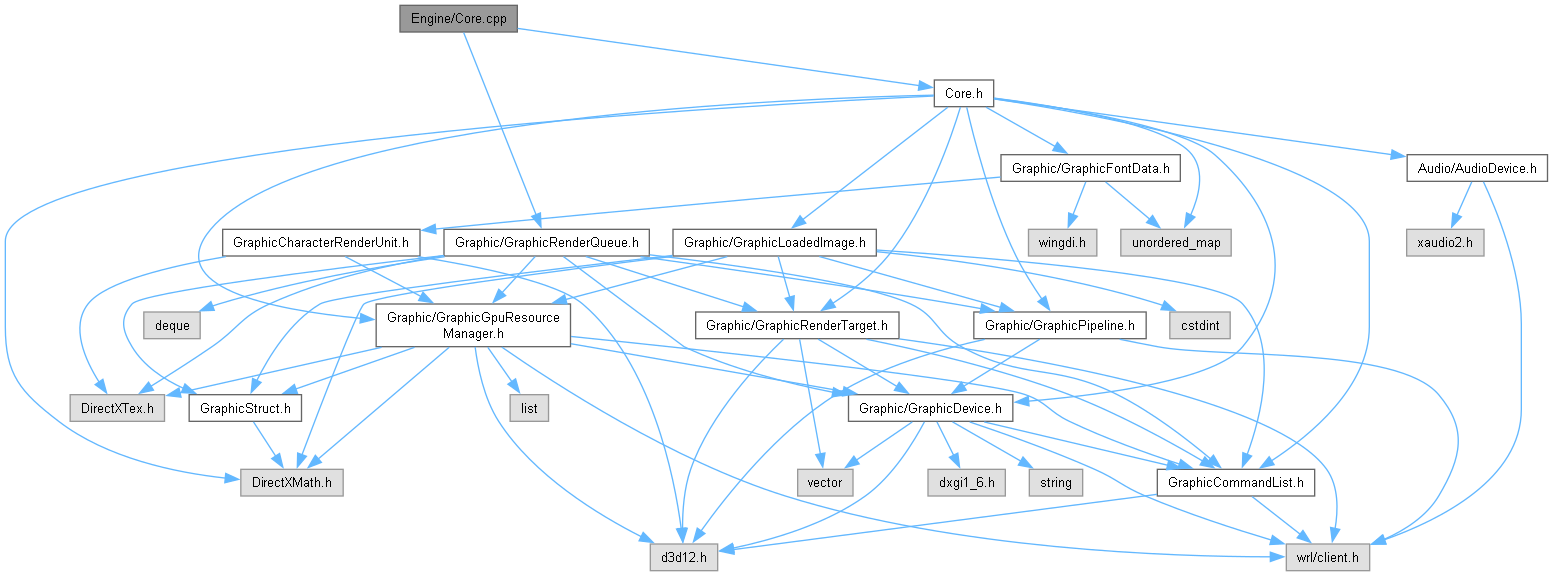 Engine/Core.cpp
Core.h
Graphic/GraphicFontData.h
Audio/AudioDevice.h
GraphicCharacterRenderUnit.h
Graphic/GraphicRenderQueue.h
Graphic/GraphicLoadedImage.h
wingdi.h
unordered_map
xaudio2.h
deque
Graphic/GraphicGpuResource
Manager.h
Graphic/GraphicRenderTarget.h
Graphic/GraphicPipeline.h
cstdint
DirectXTex.h
GraphicStruct.h
list
Graphic/GraphicDevice.h
DirectXMath.h
vector
dxgi1_6.h
string
GraphicCommandList.h
d3d12.h
wrl/client.h